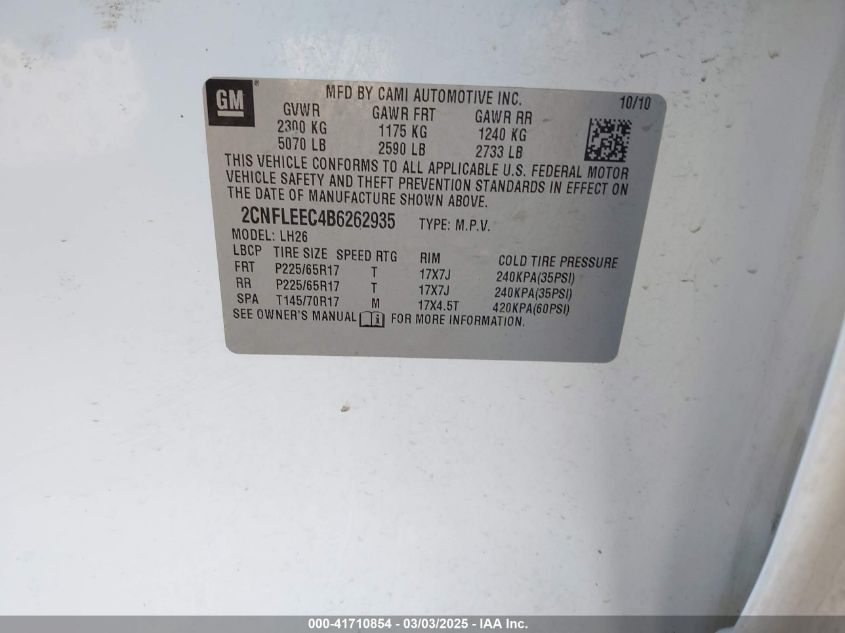 GM ®
MFD BY CAMI AUTOMOTIVE INC. 10/10
GVWR GAWR FRT GAWR RR
2300 KG 1175 KG 1240 KG
5070 LB 2590 LB 2733 LB
THIS VEHICLE CONFORMS TO ALL APPLICABLE U.S. FEDERAL MOTOR
VEHICLE SAFETY AND THEFT PREVENTION STANDARDS IN EFFECT ON
THE DATE OF MANUFACTURE SHOWN ABOVE.
2CNFLEEC4B6262935 TYPE: M.P.V.
MODEL: LH26
LBCP TIRE SIZE SPEED RTG RIM COLD TIRE PRESSURE
FRT P225/65R17 T 17X7J 240KPA(35PSI)
RR P225/65R17 T 17X7J 240KPA(35PSI)
SPA T145/70R17 M 17X4.5T 420KPA(60PSI)
SEE OWNER'S MANUAL FOR MORE INFORMATION.
000-41710854 - 03/03/2025 - IAA Inc.